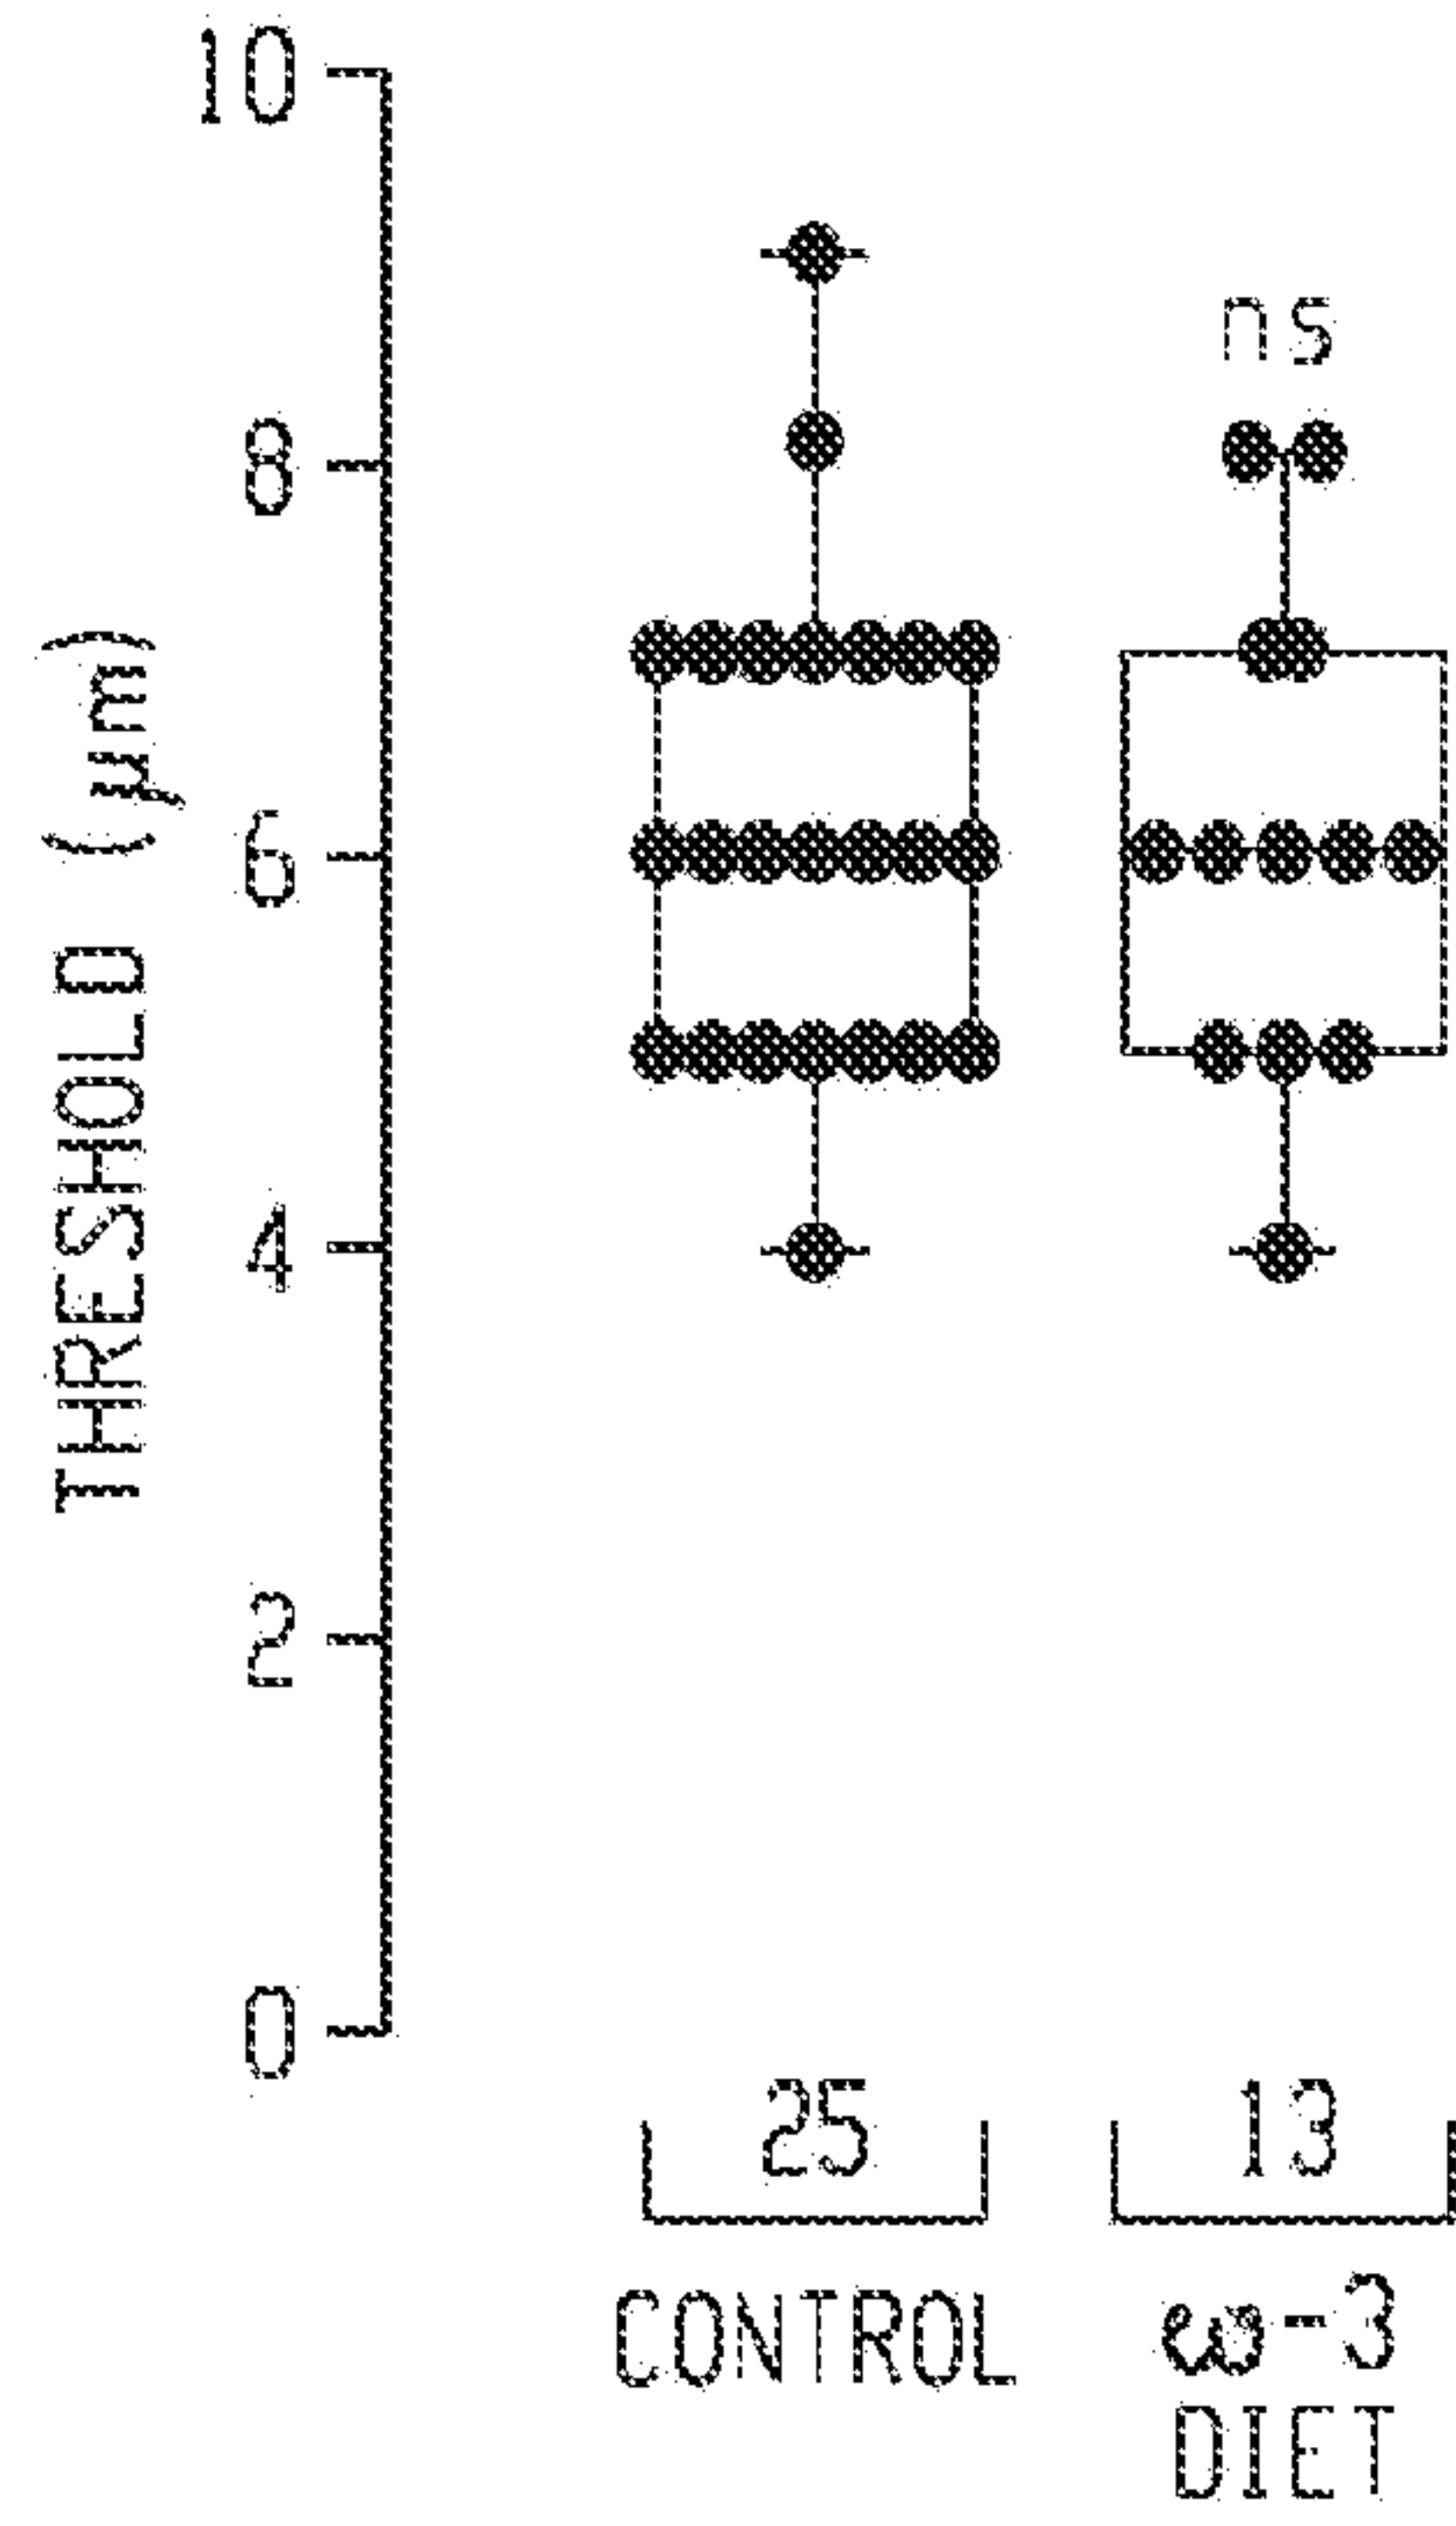 THRESHOLD (μm)
10
8
6
4
2
0
ns
25
13
CONTROL
ω-3
DIET